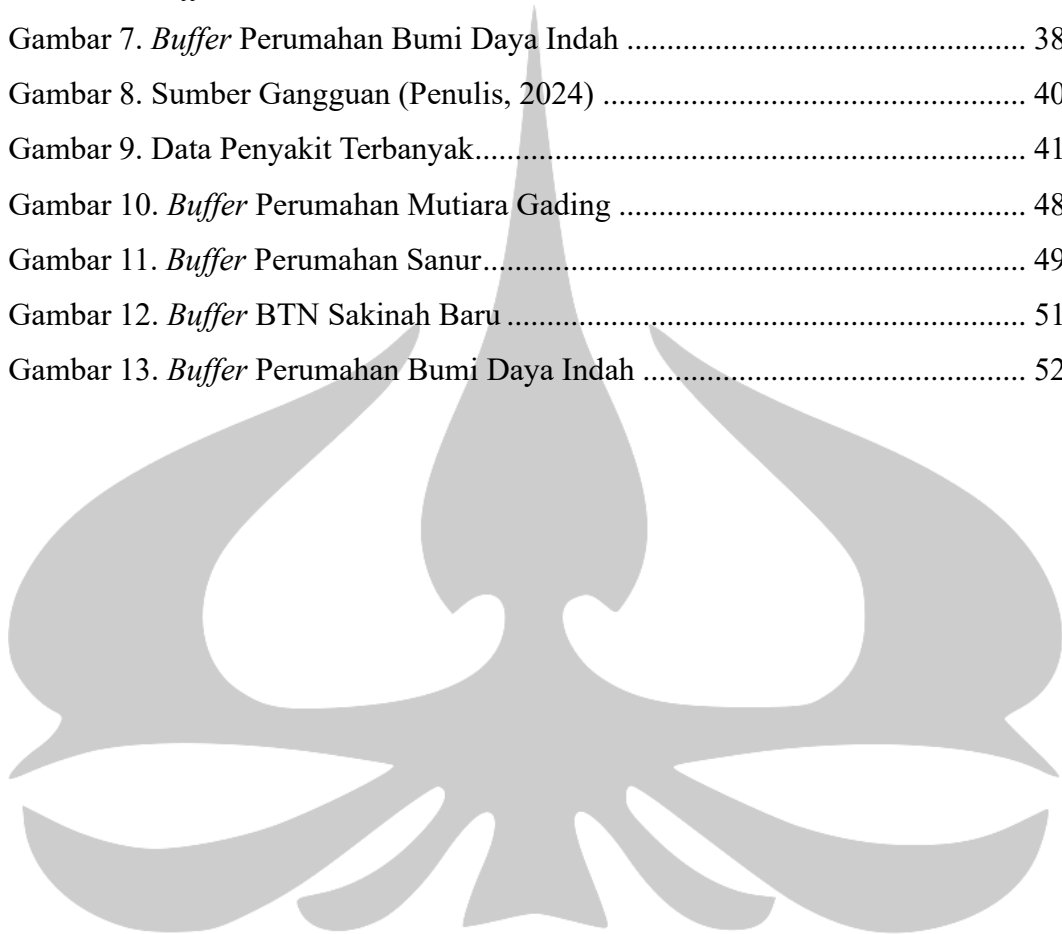 Gambar 7. Buffer Perumahan Bumi Daya Indah ................................................ 38
Gambar 8. Sumber Gangguan (Penulis, 2024) ................................................... 40
Gambar 9. Data Penyakit Terbanyak.................................................................. 41
Gambar 10. Buffer Perumahan Mutiara Gading ................................................. 48
Gambar 11. Buffer Perumahan Sanur................................................................. 49
Gambar 12. Buffer BTN Sakinah Baru .............................................................. 51
Gambar 13. Buffer Perumahan Bumi Daya Indah .............................................. 52